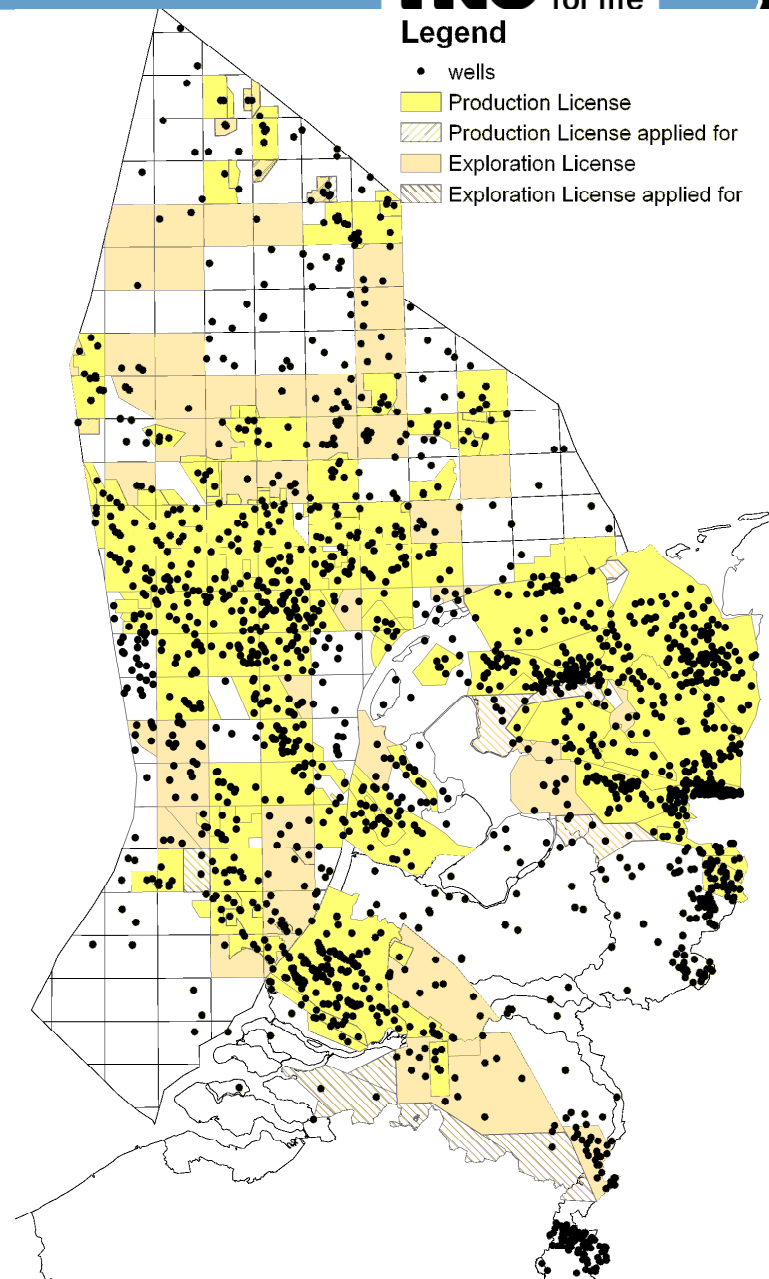 for life
Legend
wells
Production License
Production License applied for
Exploration License
Exploration License applied for